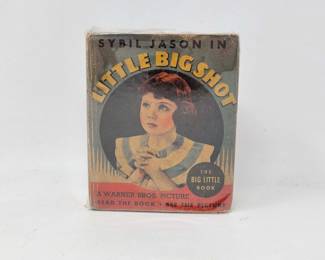 SYBIL JASON IN
LITTLE BIG SHOT
THE
BIG LITTLE
BOOK
A WARNER BROS. PICTURE
READ THE BOOK • SEE THE PICTURE